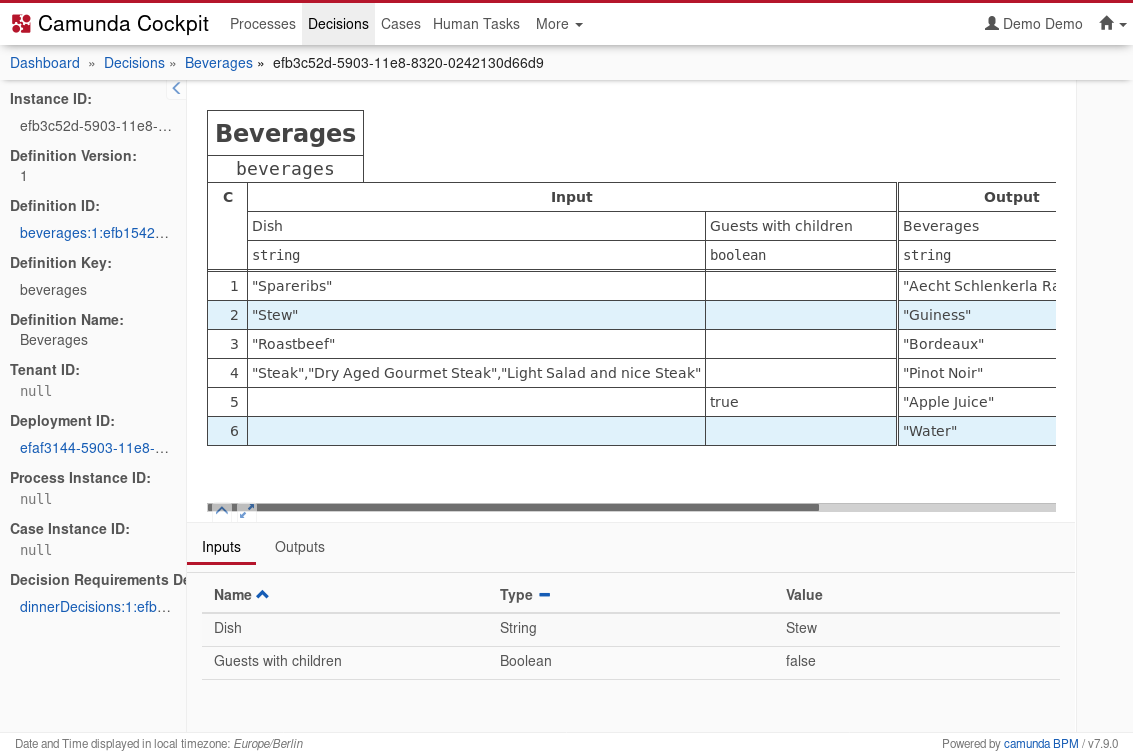 Camunda Cockpit Processes Decisions Cases Human Tasks More Demo Demo
Dashboard » Decisions » Beverages » efb3c52d-5903-11e8-8320-0242130d66d9
Instance ID:
efb3c52d-5903-11e8-...
Definition Version:
1
Definition ID:
beverages:1:efb1542...
Definition Key:
beverages
Definition Name:
Beverages
Tenant ID:
null
Deployment ID:
efaf3144-5903-11e8-...
Process Instance ID:
null
Case Instance ID:
null
Decision Requirements De
dinnerDecisions:1:efb...
Beverages
beverages
C Input Output
Dish Guests with children Beverages
string boolean string
1 "Spareribs" "Aecht Schlenkerla Ra
2 "Stew" "Guiness"
3 "Roastbeef" "Bordeaux"
4 "Steak","Dry Aged Gourmet Steak","Light Salad and nice Steak" "Pinot Noir"
5 true "Apple Juice"
6 "Water"
Inputs Outputs
Name Type Value
Dish String Stew
Guests with children Boolean false
Date and Time displayed in local timezone: Europe/Berlin Powered by camunda BPM / v7.9.0